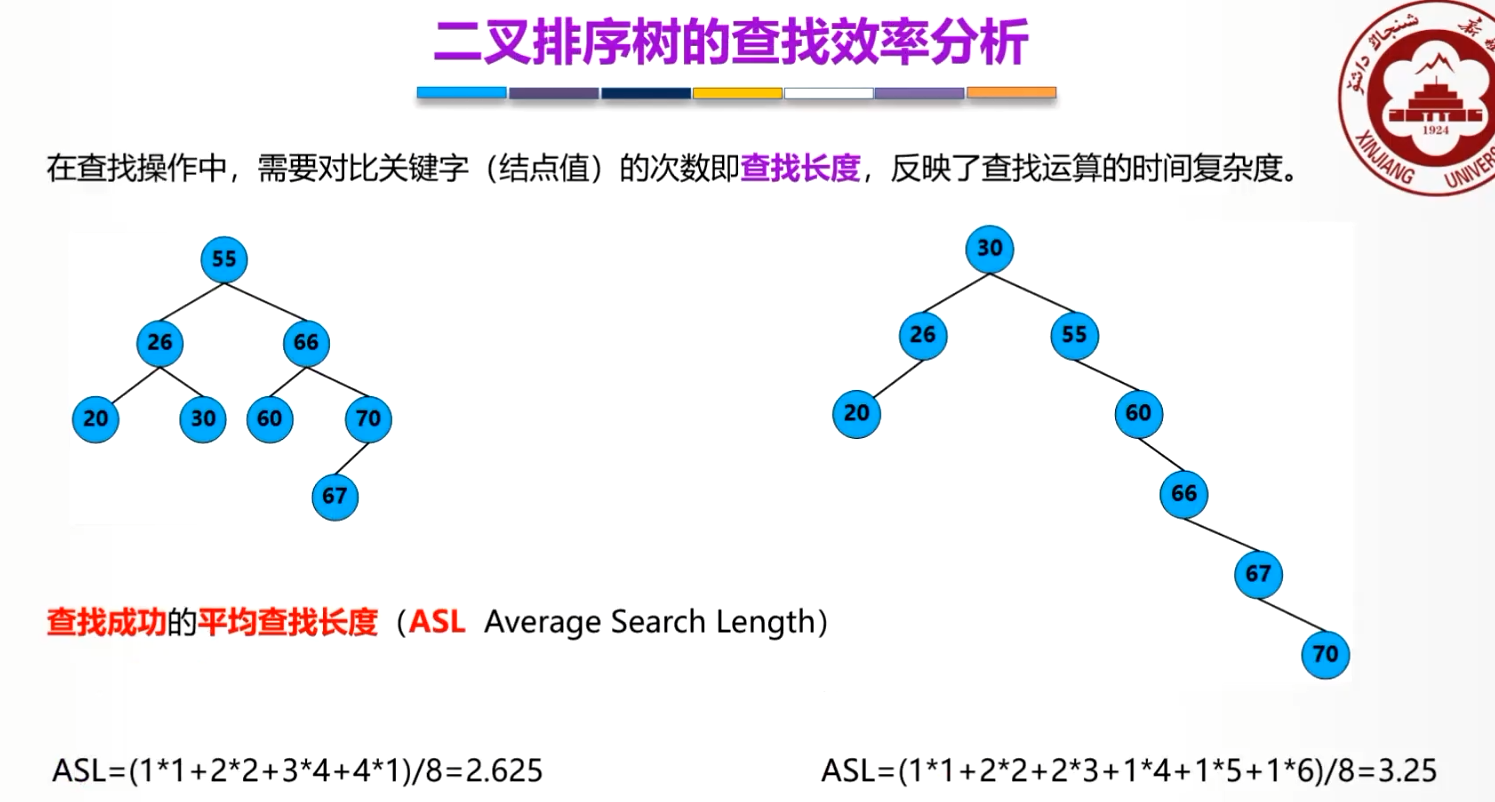 二叉排序树的查找效率分析
شىنجاڭ داشۆ
新疆
1924
XINJIANG
在查找操作中，需要对比关键字（结点值）的次数即查找长度，反映了查找运算的时间复杂度。
55
26 66
20 30 60 70
67
30
26 55
20 60
66
67
70
查找成功的平均查找长度（ASL Average Search Length）
ASL=(1*1+2*2+3*4+4*1)/8=2.625
ASL=(1*1+2*2+2*3+1*4+1*5+1*6)/8=3.25